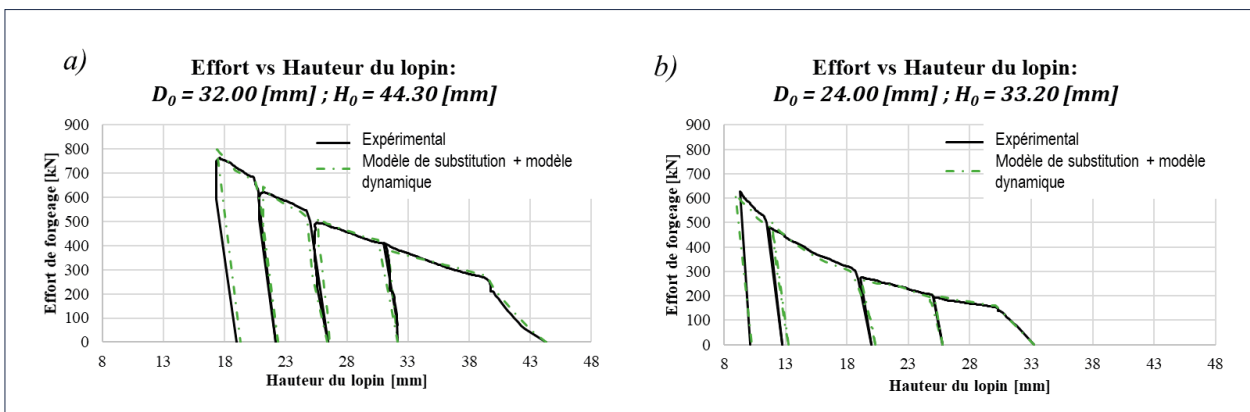 a)
Effort vs Hauteur du lopin:
D₀ = 32.00 [mm] ; H₀ = 44.30 [mm]
Effort de forgeage [kN]
900
800
700
600
500
400
300
200
100
0
Expérimental
Modèle de substitution + modèle
dynamique
8 13 18 23 28 33 38 43 48
Hauteur du lopin [mm]
b)
Effort vs Hauteur du lopin:
D₀ = 24.00 [mm] ; H₀ = 33.20 [mm]
Effort de forgeage [kN]
900
800
700
600
500
400
300
200
100
0
Expérimental
Modèle de substitution + modèle
dynamique
8 13 18 23 28 33 38 43 48
Hauteur du lopin [mm]